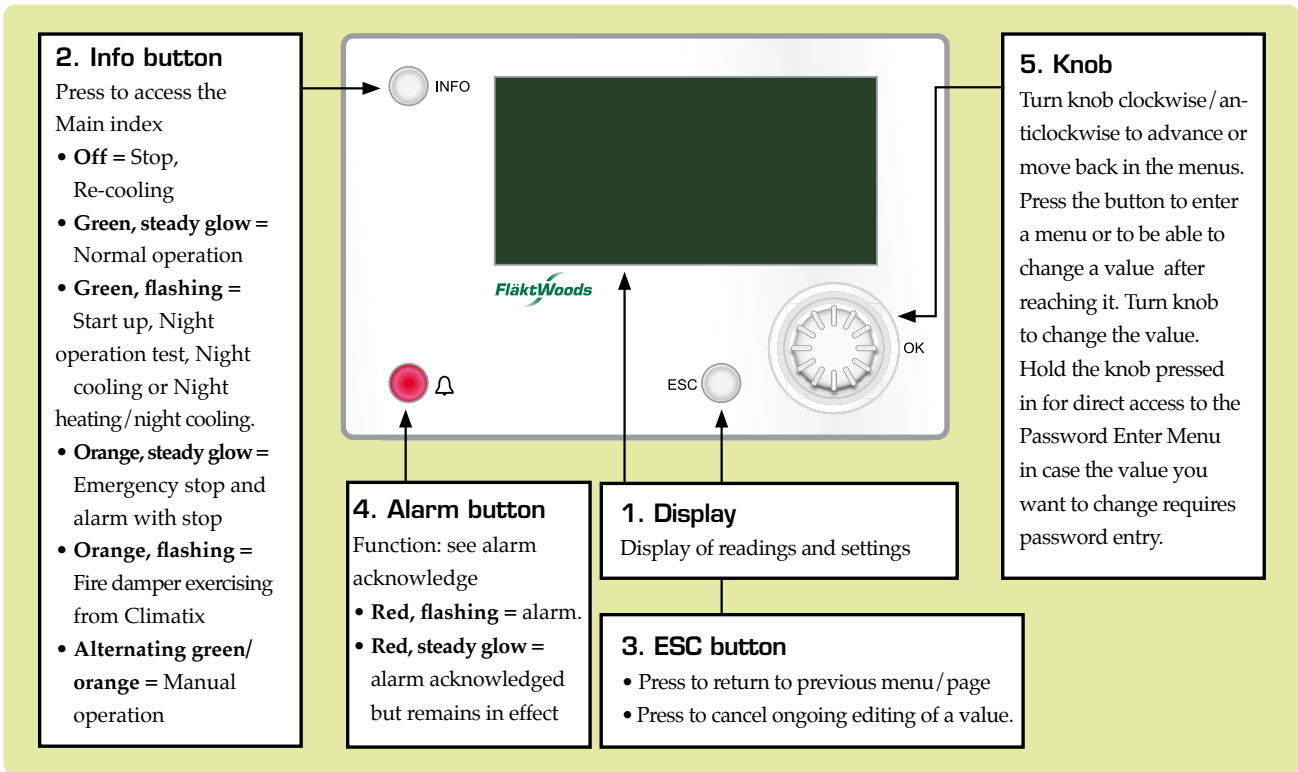 2. Info button
Press to access the
Main index
• Off = Stop,
Re-cooling
• Green, steady glow =
Normal operation
• Green, flashing =
Start up, Night
operation test, Night
cooling or Night
heating/night cooling.
• Orange, steady glow =
Emergency stop and
alarm with stop
• Orange, flashing =
Fire damper exercising
from Climatix
• Alternating green/
orange = Manual
operation
INFO
FläktWoods
ESC
OK
4. Alarm button
Function: see alarm
acknowledge
• Red, flashing = alarm.
• Red, steady glow =
alarm acknowledged
but remains in effect
1. Display
Display of readings and settings
3. ESC button
• Press to return to previous menu/page
• Press to cancel ongoing editing of a value.
5. Knob
Turn knob clockwise/an-
ticlockwise to advance or
move back in the menus.
Press the button to enter
a menu or to be able to
change a value after
reaching it. Turn knob
to change the value.
Hold the knob pressed
in for direct access to the
Password Enter Menu
in case the value you
want to change requires
password entry.